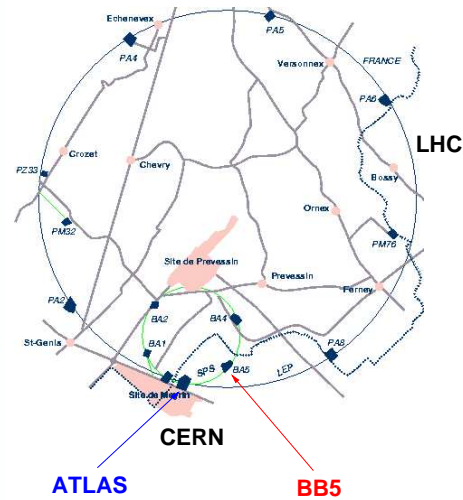 Echenevex
PA5
PA4
Versonnex
FRANCE
PA6
LHC
Crozet
Chevry
PZ33
Bossy
Ornex
PM32
PM76
Site de Prevessin
Prevessin
PA2
Ferney
BA2
BA4
St-Genis
BA1
PA8
SPS
BA5
LEP
Site de Meyrin
CERN
ATLAS
BB5